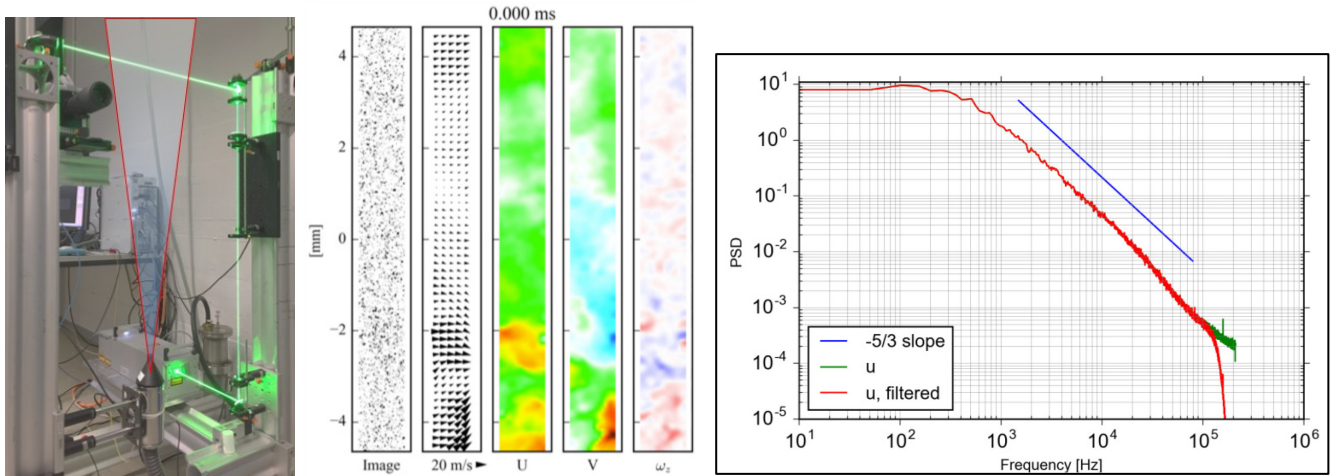 0.000 ms
4
2
0
−2
−4
[mm]
Image
20 m/s
U
V
ω_z
10^1
10^0
10^-1
10^-2
10^-3
10^-4
10^-5
PSD
-5/3 slope
u
u, filtered
10^1
10^2
10^3
10^4
10^5
10^6
Frequency [Hz]